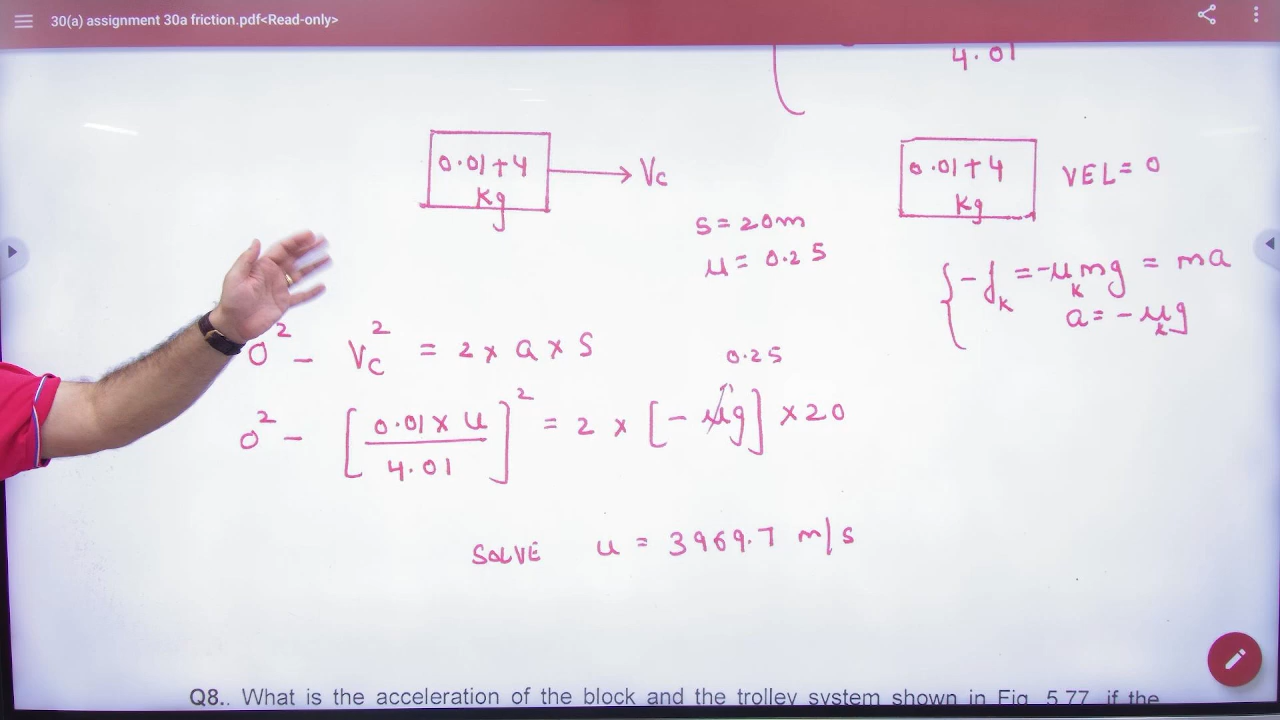 30(a) assignment 30a friction.pdf<Read-only>
4.01
0.01+4
kg
Vc
S = 20m
μ = 0.25
0.01+4
kg
VEL = 0
-fk = -μk mg = ma
a = -μk g
0² - Vc² = 2 × a × S
0.25
0² - [0.01 × u / 4.01]² = 2 × [-μg] × 20
SOLVE u = 3969.7 m/s
Q8.. What is the acceleration of the block and the trolley system shown in Fig 5.77, if the